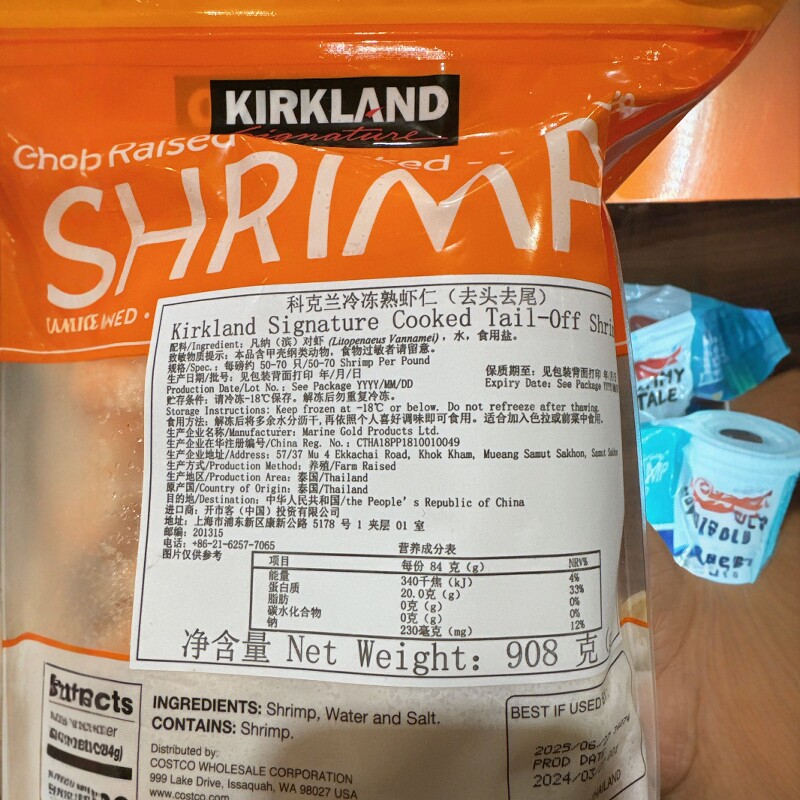 KIRKLAND
Signature
Raised
SHRIMP
科克兰冷冻熟虾仁（去头去尾）
Kirkland Signature Cooked Tail-Off
配料/Ingredient: 凡纳（滨）对虾 (Litopenaeus Vannamei)，水，食用盐。
致敏物质提示：本品含甲壳纲类动物，食物过敏者请留意。
规格/Spec.: 每磅约 50-70 只/50-70 Shrimp Per Pound
生产日期/批号：见包装背面打印 年/月/日
保质期至：见包装背面打印 年/月
Production Date/Lot No.: See Package YYYY/MM/DD
Expiry Date: See Package
贮存条件：请冷冻-18℃保存。解冻后勿重复冷冻。
Storage Instructions: Keep frozen at -18℃ or below. Do not refreeze after thawing.
食用方法：解冻后将多余水分沥干，再依照个人喜好调味即可食用。适合加入色拉或前菜中食用。
生产企业名称/Manufacturer: Marine Gold Products Ltd.
生产企业在华注册编号/China Reg. No.: CTHA18PP1810010049
生产企业地址/Address: 57/37 Mu 4 Ekkachai Road, Khok Kham, Mueang Samut Sakhon, Samut
生产方式/Production Method: 养殖/Farm Raised
生产地区/Production Area: 泰国/Thailand
原产国/Country of Origin: 泰国/Thailand
目的地/Destination: 中华人民共和国/the People's Republic of China
进口商：开市客（中国）投资有限公司
地址：上海市浦东新区康新公路 5178 号 1 夹层 01 室
邮编：201315
电话：+86-21-6257-7065
图片仅供参考
营养成分表
项目 每份 84 克（g） NRV%
能量 340千焦（kJ） 4%
蛋白质 20.0克（g） 33%
脂肪 0克（g） 0%
碳水化合物 0克（g） 0%
钠 230毫克（mg） 12%
净含量 Net Weight: 908 克
INGREDIENTS: Shrimp, Water and Salt.
CONTAINS: Shrimp.
BEST IF USED
Distributed by:
COSTCO WHOLESALE CORPORATION
999 Lake Drive, Issaquah, WA 98027 USA
www.costco.com
2025/06
PROD DATE
2024/03